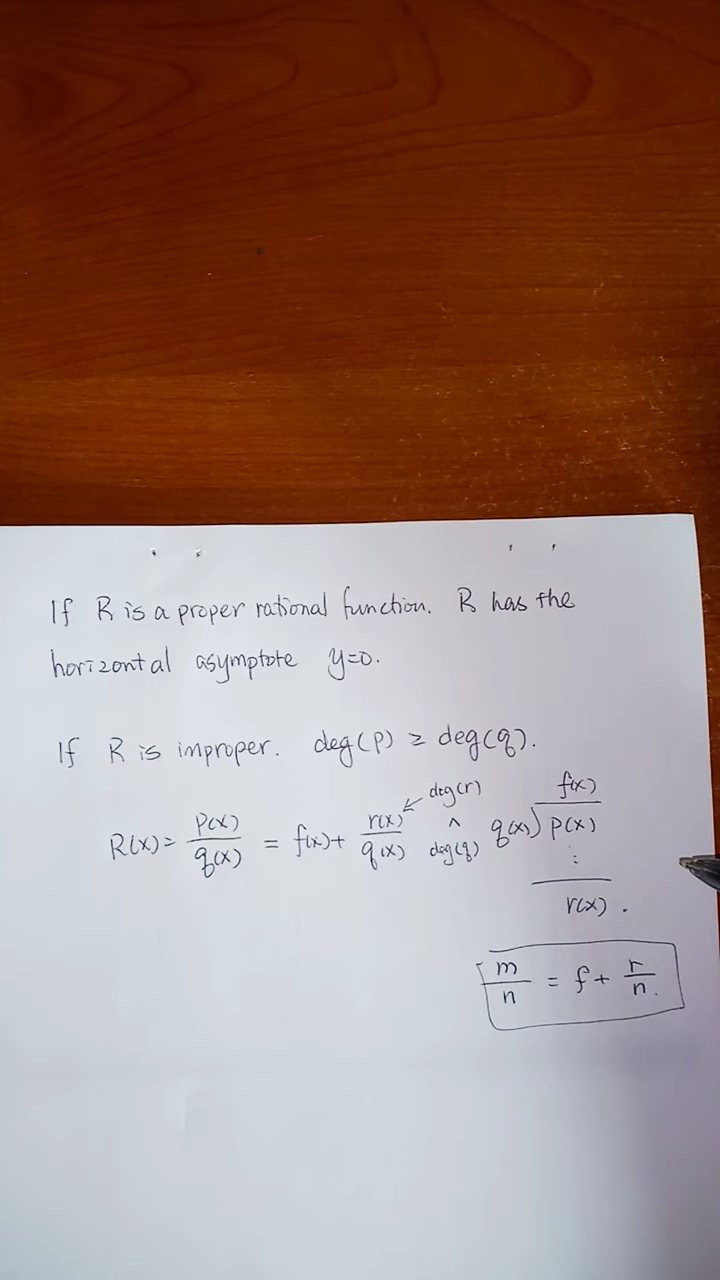 If R is a proper rational function. R has the
horizontal asymptote y=0.
If R is improper. deg(p) ≥ deg(q).
R(x) = p(x)/q(x) = f(x) + r(x)/q(x)
deg(r)
^
deg(q)
f(x)
q(x) ) p(x)
⋮
r(x) .
m/n = f + r/n.